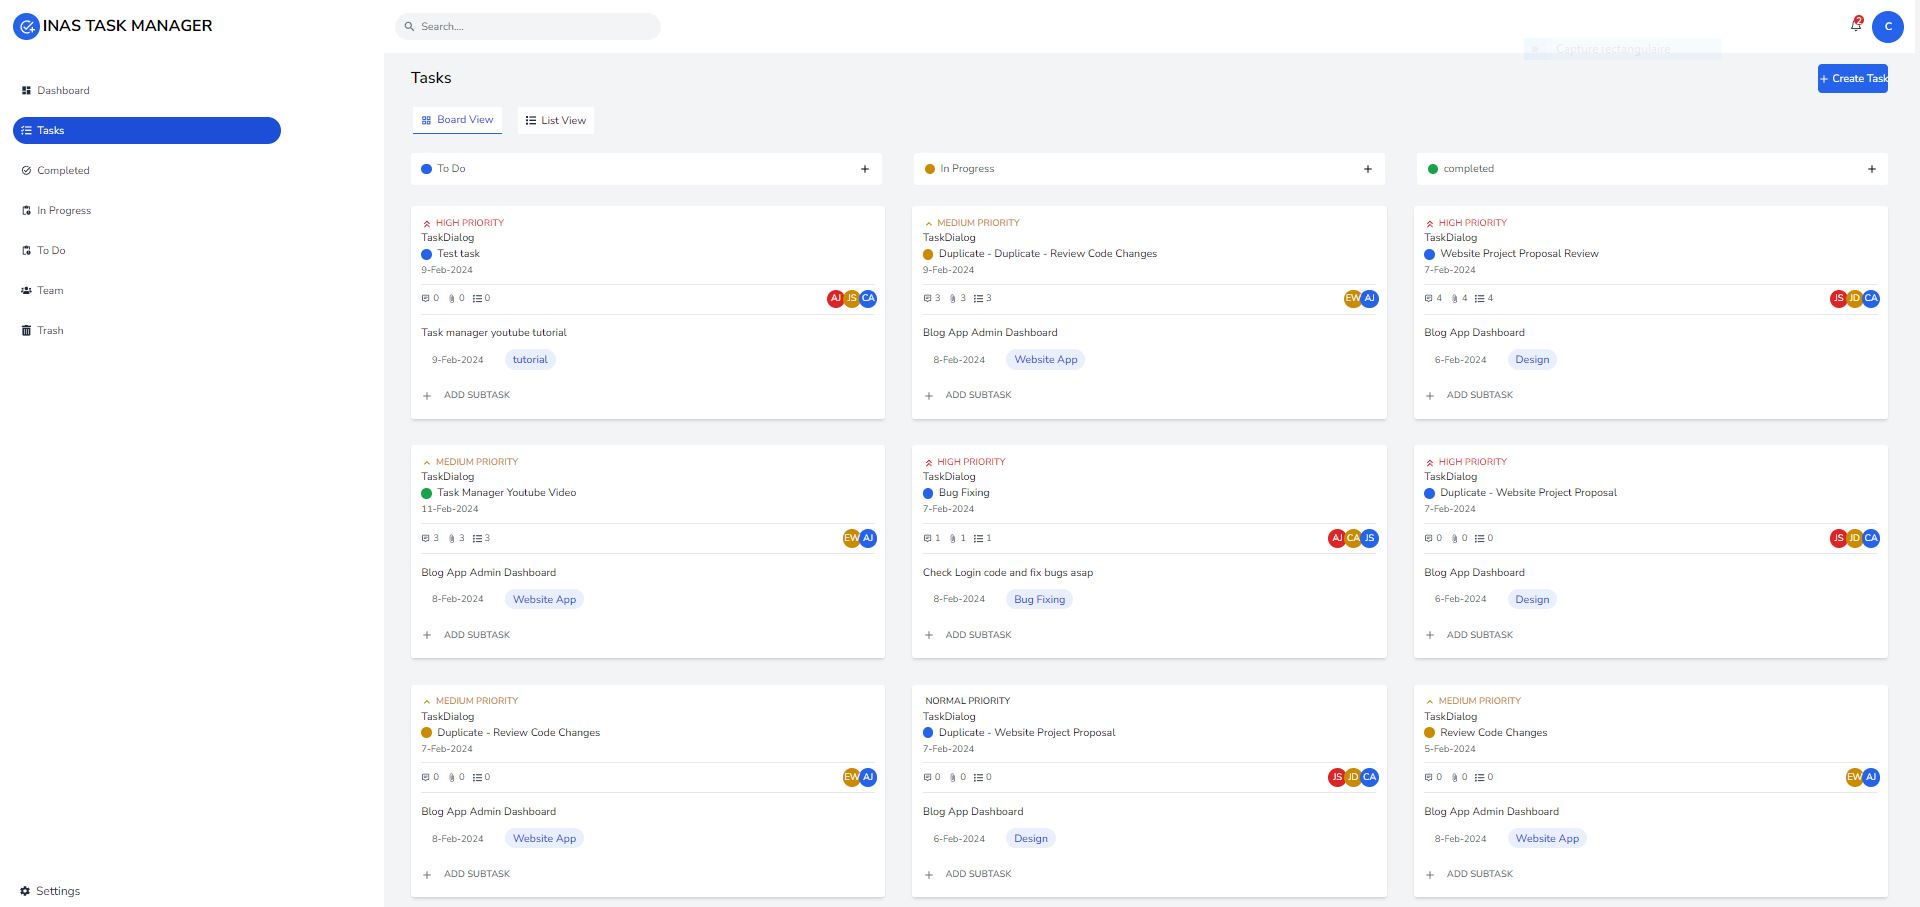 INAS TASK MANAGER
Search....
2
C
Capture rectangulaire
Dashboard
Tasks
Completed
In Progress
To Do
Team
Trash
Settings
Tasks
+ Create Task
Board View
List View
To Do +
HIGH PRIORITY
TaskDialog
Test task
9-Feb-2024
0 0 0 AJ JS CA
Task manager youtube tutorial
9-Feb-2024 tutorial
+ ADD SUBTASK
MEDIUM PRIORITY
TaskDialog
Task Manager Youtube Video
11-Feb-2024
3 3 3 EW AJ
Blog App Admin Dashboard
8-Feb-2024 Website App
+ ADD SUBTASK
MEDIUM PRIORITY
TaskDialog
Duplicate - Review Code Changes
7-Feb-2024
0 0 0 EW AJ
Blog App Admin Dashboard
8-Feb-2024 Website App
+ ADD SUBTASK
In Progress +
MEDIUM PRIORITY
TaskDialog
Duplicate - Duplicate - Review Code Changes
9-Feb-2024
3 3 3 EW AJ
Blog App Admin Dashboard
8-Feb-2024 Website App
+ ADD SUBTASK
HIGH PRIORITY
TaskDialog
Bug Fixing
7-Feb-2024
1 1 1 AJ CA JS
Check Login code and fix bugs asap
8-Feb-2024 Bug Fixing
+ ADD SUBTASK
NORMAL PRIORITY
TaskDialog
Duplicate - Website Project Proposal
7-Feb-2024
0 0 0 JS JD CA
Blog App Dashboard
6-Feb-2024 Design
+ ADD SUBTASK
completed +
HIGH PRIORITY
TaskDialog
Website Project Proposal Review
7-Feb-2024
4 4 4 JS JD CA
Blog App Dashboard
6-Feb-2024 Design
+ ADD SUBTASK
HIGH PRIORITY
TaskDialog
Duplicate - Website Project Proposal
7-Feb-2024
0 0 0 JS JD CA
Blog App Dashboard
6-Feb-2024 Design
+ ADD SUBTASK
MEDIUM PRIORITY
TaskDialog
Review Code Changes
5-Feb-2024
0 0 0 EW AJ
Blog App Admin Dashboard
8-Feb-2024 Website App
+ ADD SUBTASK